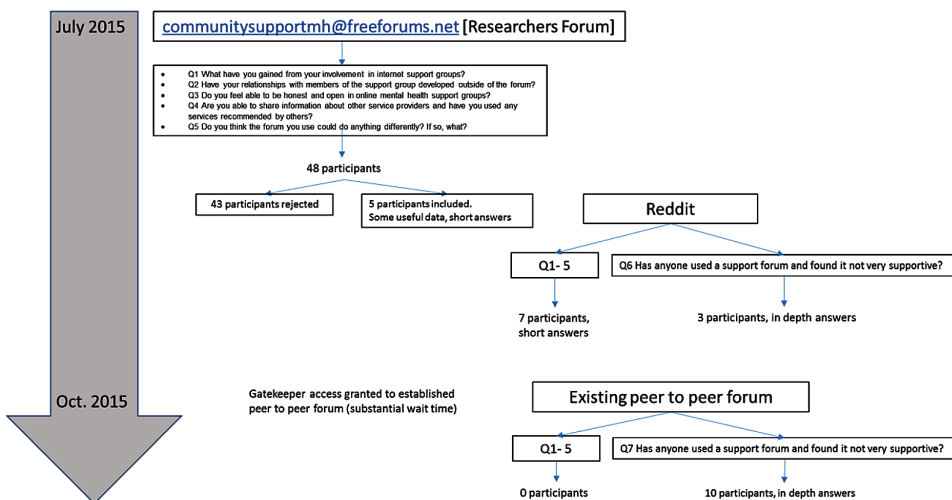 July 2015
communitysupportmh@freeforums.net [Researchers Forum]
• Q1 What have you gained from your involvement in internet support groups?
• Q2 Have your relationships with members of the support group developed outside of the forum?
• Q3 Do you feel able to be honest and open in online mental health support groups?
• Q4 Are you able to share information about other service providers and have you used any
services recommended by others?
• Q5 Do you think the forum you use could do anything differently? If so, what?
48 participants
43 participants rejected
5 participants included.
Some useful data, short answers
Reddit
Q1- 5
Q6 Has anyone used a support forum and found it not very supportive?
7 participants,
short answers
3 participants, in depth answers
Oct. 2015
Gatekeeper access granted to established
peer to peer forum (substantial wait time)
Existing peer to peer forum
Q1- 5
Q7 Has anyone used a support forum and found it not very supportive?
0 participants
10 participants, in depth answers